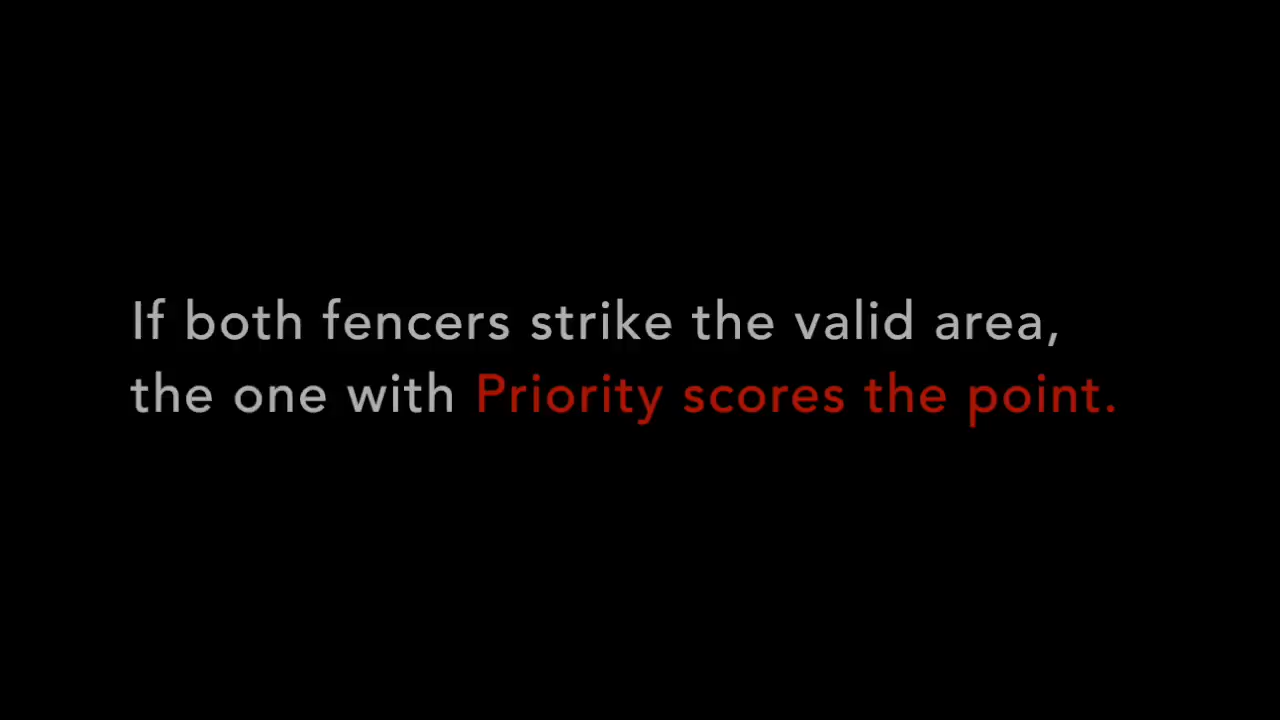 If both fencers strike the valid area,
the one with Priority scores the point.